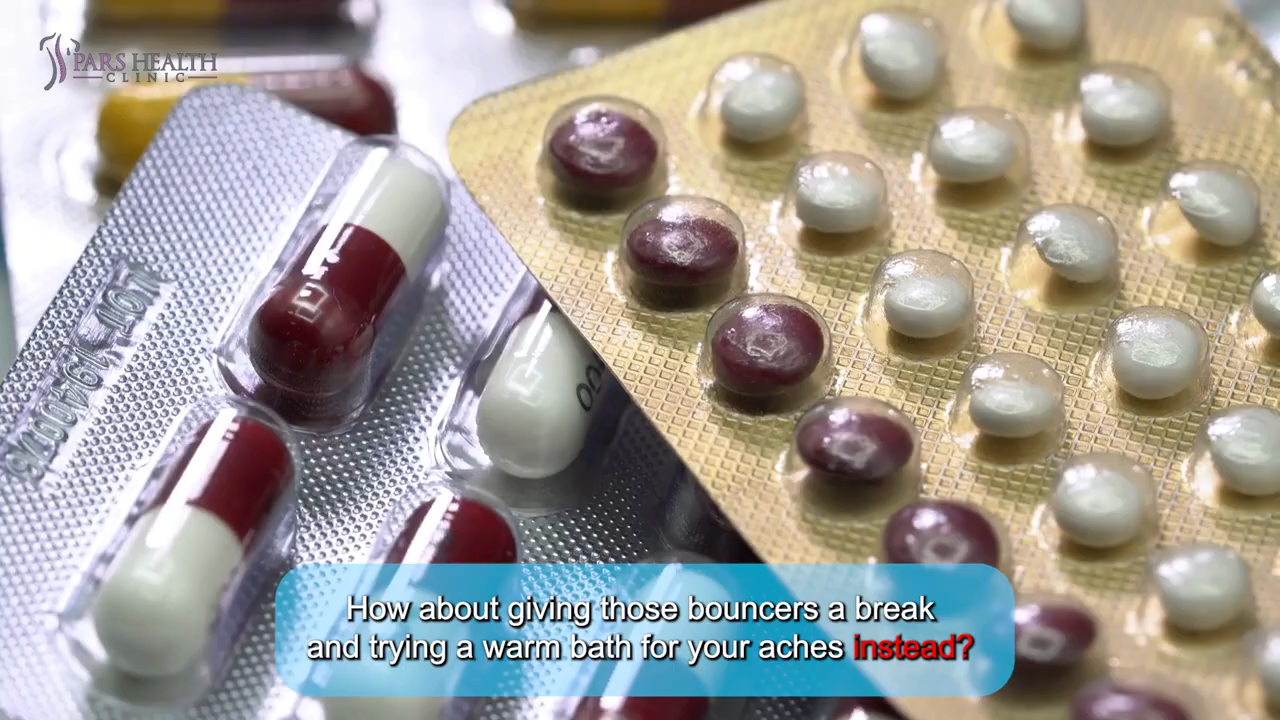 PARS HEALTH
CLINIC
How about giving those bouncers a break
and trying a warm bath for your aches instead?